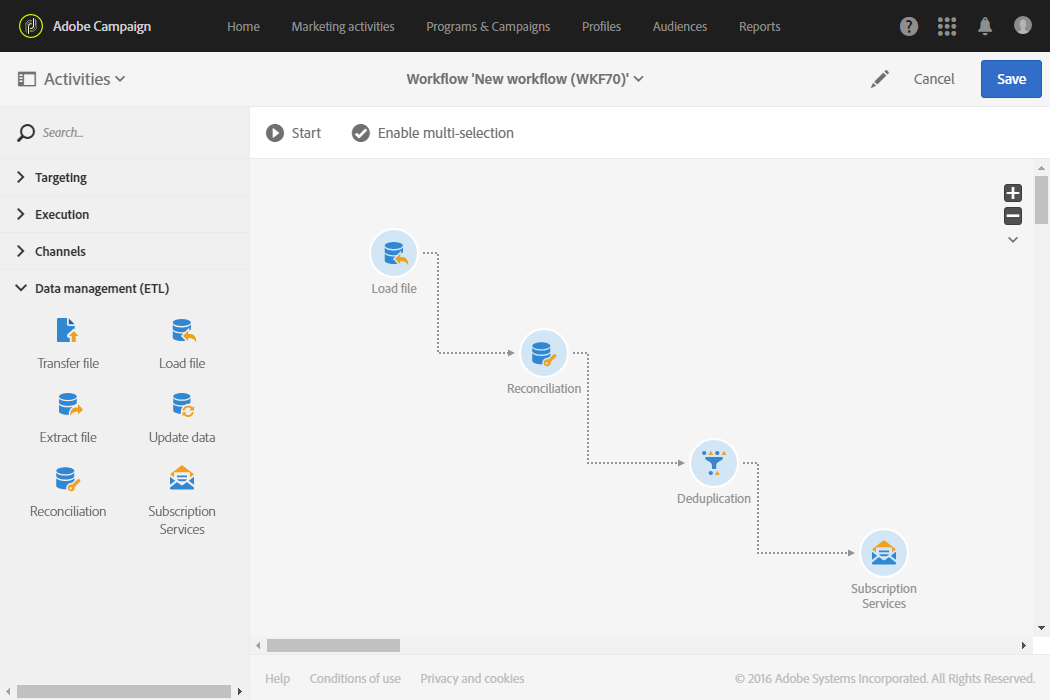 Adobe Campaign
Home
Marketing activities
Programs & Campaigns
Profiles
Audiences
Reports
Activities
Workflow 'New workflow (WKF70)'
Cancel
Save
Search...
Start
Enable multi-selection
Targeting
Execution
Channels
Data management (ETL)
Transfer file
Load file
Extract file
Update data
Reconciliation
Subscription
Services
Load file
Reconciliation
Deduplication
Subscription
Services
Help
Conditions of use
Privacy and cookies
© 2016 Adobe Systems Incorporated. All Rights Reserved.